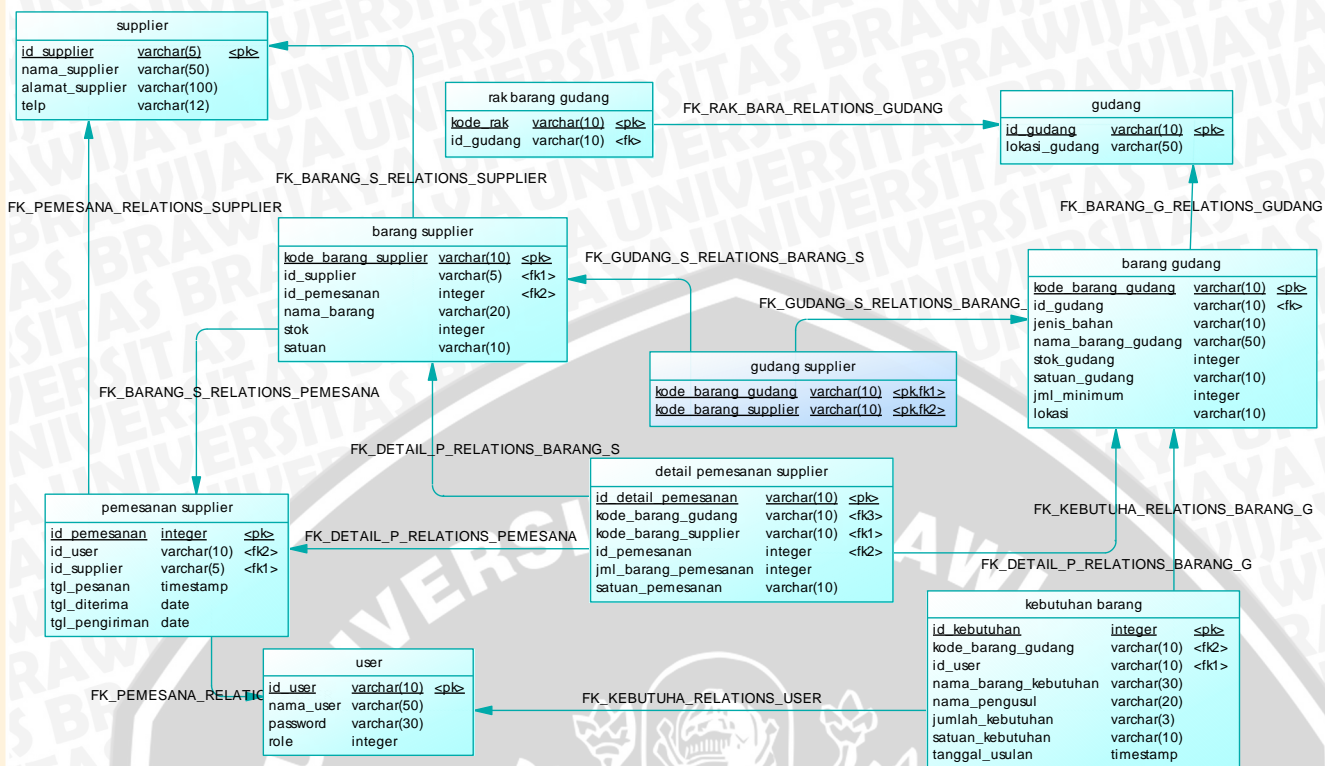 supplier
id_supplier varchar(5) <pk>
nama_supplier varchar(50)
alamat_supplier varchar(100)
telp varchar(12)
rak barang gudang
kode_rak varchar(10) <pk>
id_gudang varchar(10) <fk>
FK_RAK_BARA_RELATIONS_GUDANG
gudang
id_gudang varchar(10) <pk>
lokasi_gudang varchar(50)
FK_BARANG_S_RELATIONS_SUPPLIER
FK_PEMESANA_RELATIONS_SUPPLIER
FK_BARANG_G_RELATIONS_GUDANG
barang supplier
kode_barang_supplier varchar(10) <pk>
id_supplier varchar(5) <fk1>
id_pemesanan integer <fk2>
nama_barang varchar(20)
stok integer
satuan varchar(10)
FK_GUDANG_S_RELATIONS_BARANG_S
FK_GUDANG_S_RELATIONS_BARANG_
barang gudang
kode_barang_gudang varchar(10) <pk>
id_gudang varchar(10) <fk>
jenis_bahan varchar(10)
nama_barang_gudang varchar(50)
stok_gudang integer
satuan_gudang varchar(10)
jml_minimum integer
lokasi varchar(10)
gudang supplier
kode_barang_gudang varchar(10) <pk,fk1>
kode_barang_supplier varchar(10) <pk,fk2>
FK_BARANG_S_RELATIONS_PEMESANA
FK_DETAIL_P_RELATIONS_BARANG_S
detail pemesanan supplier
id_detail_pemesanan varchar(10) <pk>
kode_barang_gudang varchar(10) <fk3>
kode_barang_supplier varchar(10) <fk1>
id_pemesanan integer <fk2>
jml_barang_pemesanan integer
satuan_pemesanan varchar(10)
pemesanan supplier
id_pemesanan integer <pk>
id_user varchar(10) <fk2>
id_supplier varchar(5) <fk1>
tgl_pesanan timestamp
tgl_diterima date
tgl_pengiriman date
FK_DETAIL_P_RELATIONS_PEMESANA
FK_KEBUTUHA_RELATIONS_BARANG_G
FK_DETAIL_P_RELATIONS_BARANG_G
kebutuhan barang
id_kebutuhan integer <pk>
kode_barang_gudang varchar(10) <fk2>
id_user varchar(10) <fk1>
nama_barang_kebutuhan varchar(30)
nama_pengusul varchar(20)
jumlah_kebutuhan varchar(3)
satuan_kebutuhan varchar(10)
tanggal_usulan timestamp
user
id_user varchar(10) <pk>
nama_user varchar(50)
password varchar(30)
role integer
FK_PEMESANA_RELATIO
FK_KEBUTUHA_RELATIONS_USER